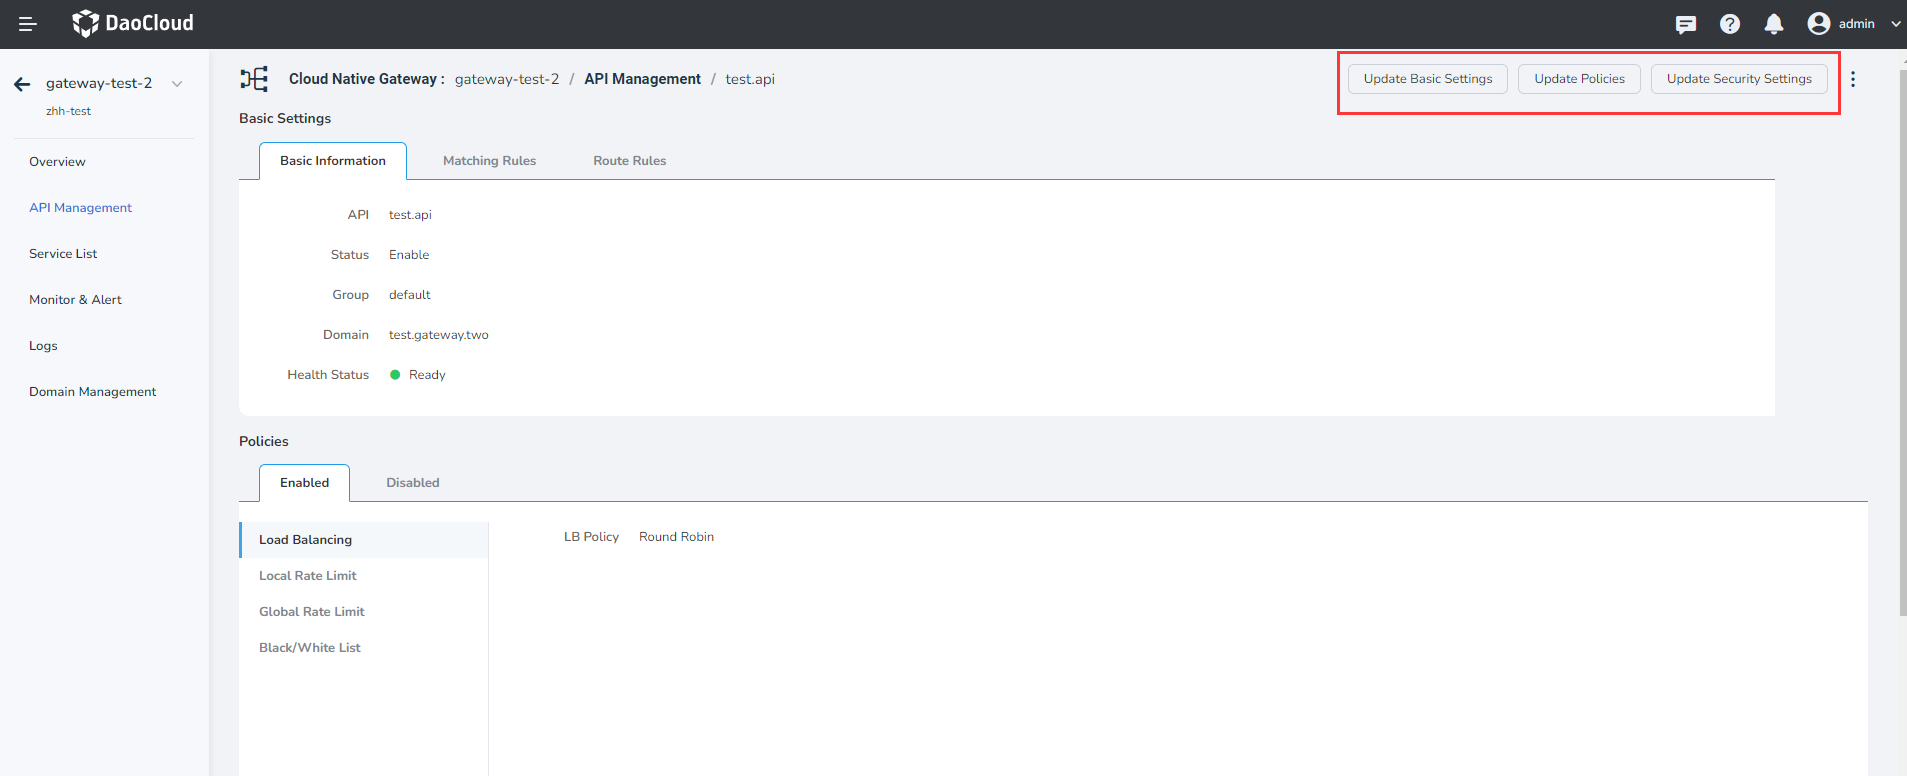 DaoCloud
admin
gateway-test-2
zhh-test
Overview
API Management
Service List
Monitor & Alert
Logs
Domain Management
Cloud Native Gateway : gateway-test-2 / API Management / test.api
Update Basic Settings
Update Policies
Update Security Settings
Basic Settings
Basic Information
Matching Rules
Route Rules
API test.api
Status Enable
Group default
Domain test.gateway.two
Health Status Ready
Policies
Enabled
Disabled
Load Balancing
Local Rate Limit
Global Rate Limit
Black/White List
LB Policy Round Robin